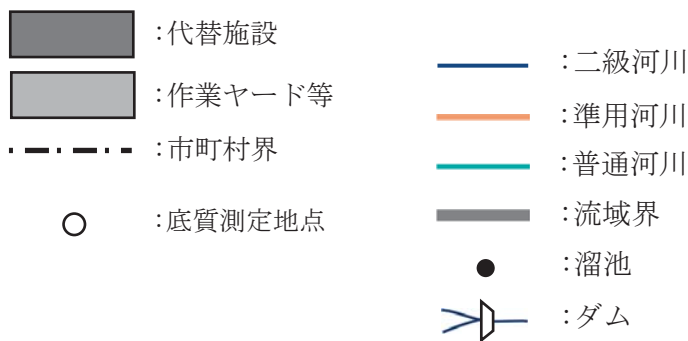 :代替施設
:作業ヤード等
:市町村界
:底質測定地点
:二級河川
:準用河川
:普通河川
:流域界
:溜池
:ダム